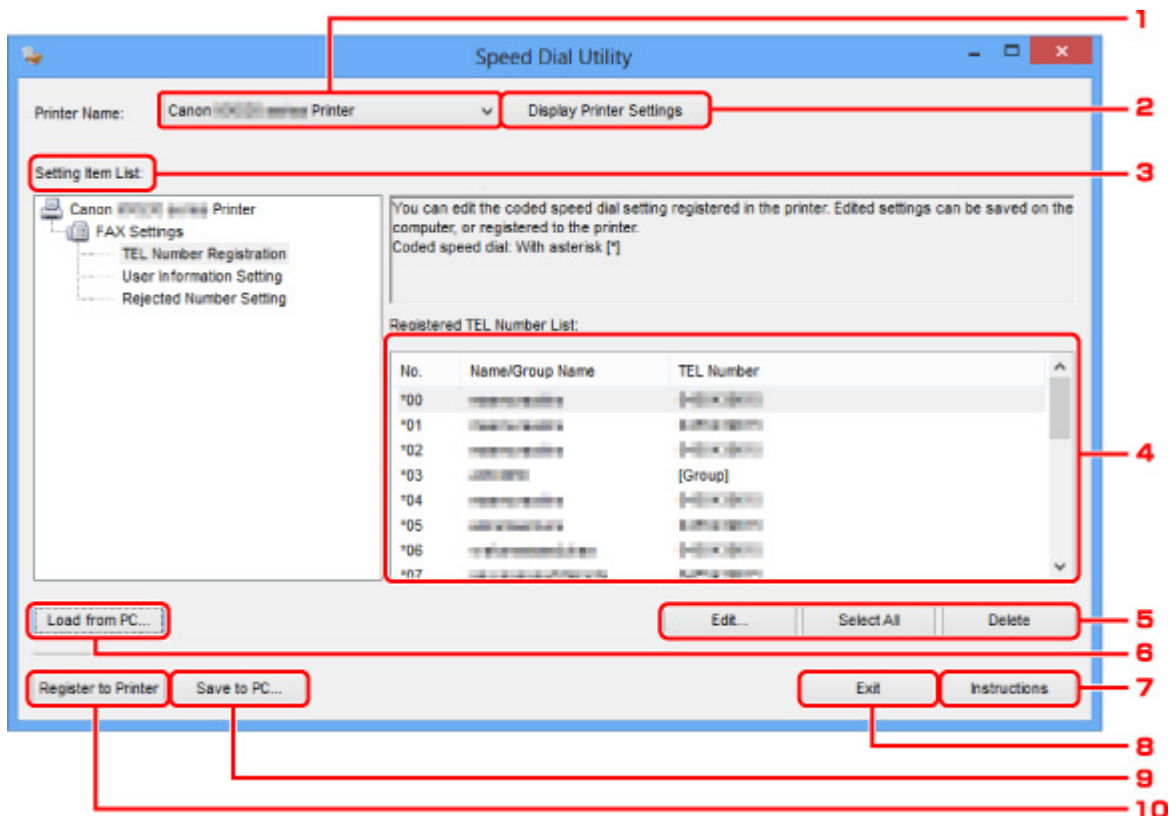 1
Speed Dial Utility
Printer Name: Canon Printer Display Printer Settings
2
Setting Item List:
3
Canon Printer
FAX Settings
TEL Number Registration
User Information Setting
Rejected Number Setting
You can edit the coded speed dial setting registered in the printer. Edited settings can be saved on the
computer, or registered to the printer.
Coded speed dial: With asterisk [*]
Registered TEL Number List:
No. Name/Group Name TEL Number
*00
*01
*02
*03 [Group]
4
*04
*05
*06
*07
Load from PC... Edit... Select All Delete
5
6
Register to Printer Save to PC... Exit Instructions
7
8
9
10